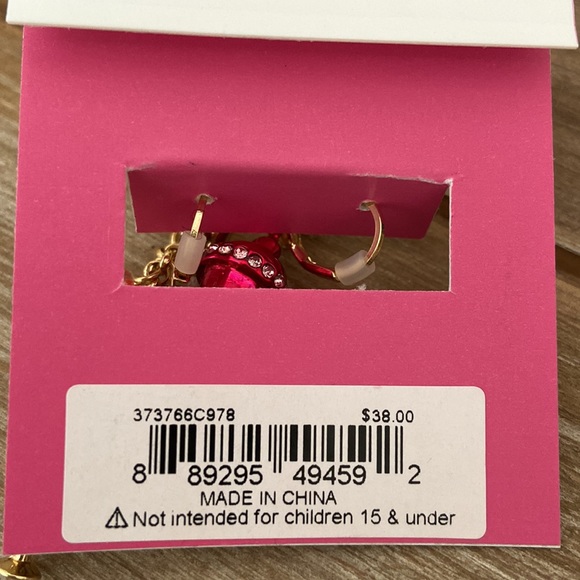 373766C978 $38.00
8 89295 49459 2
MADE IN CHINA
⚠ Not intended for children 15 & under